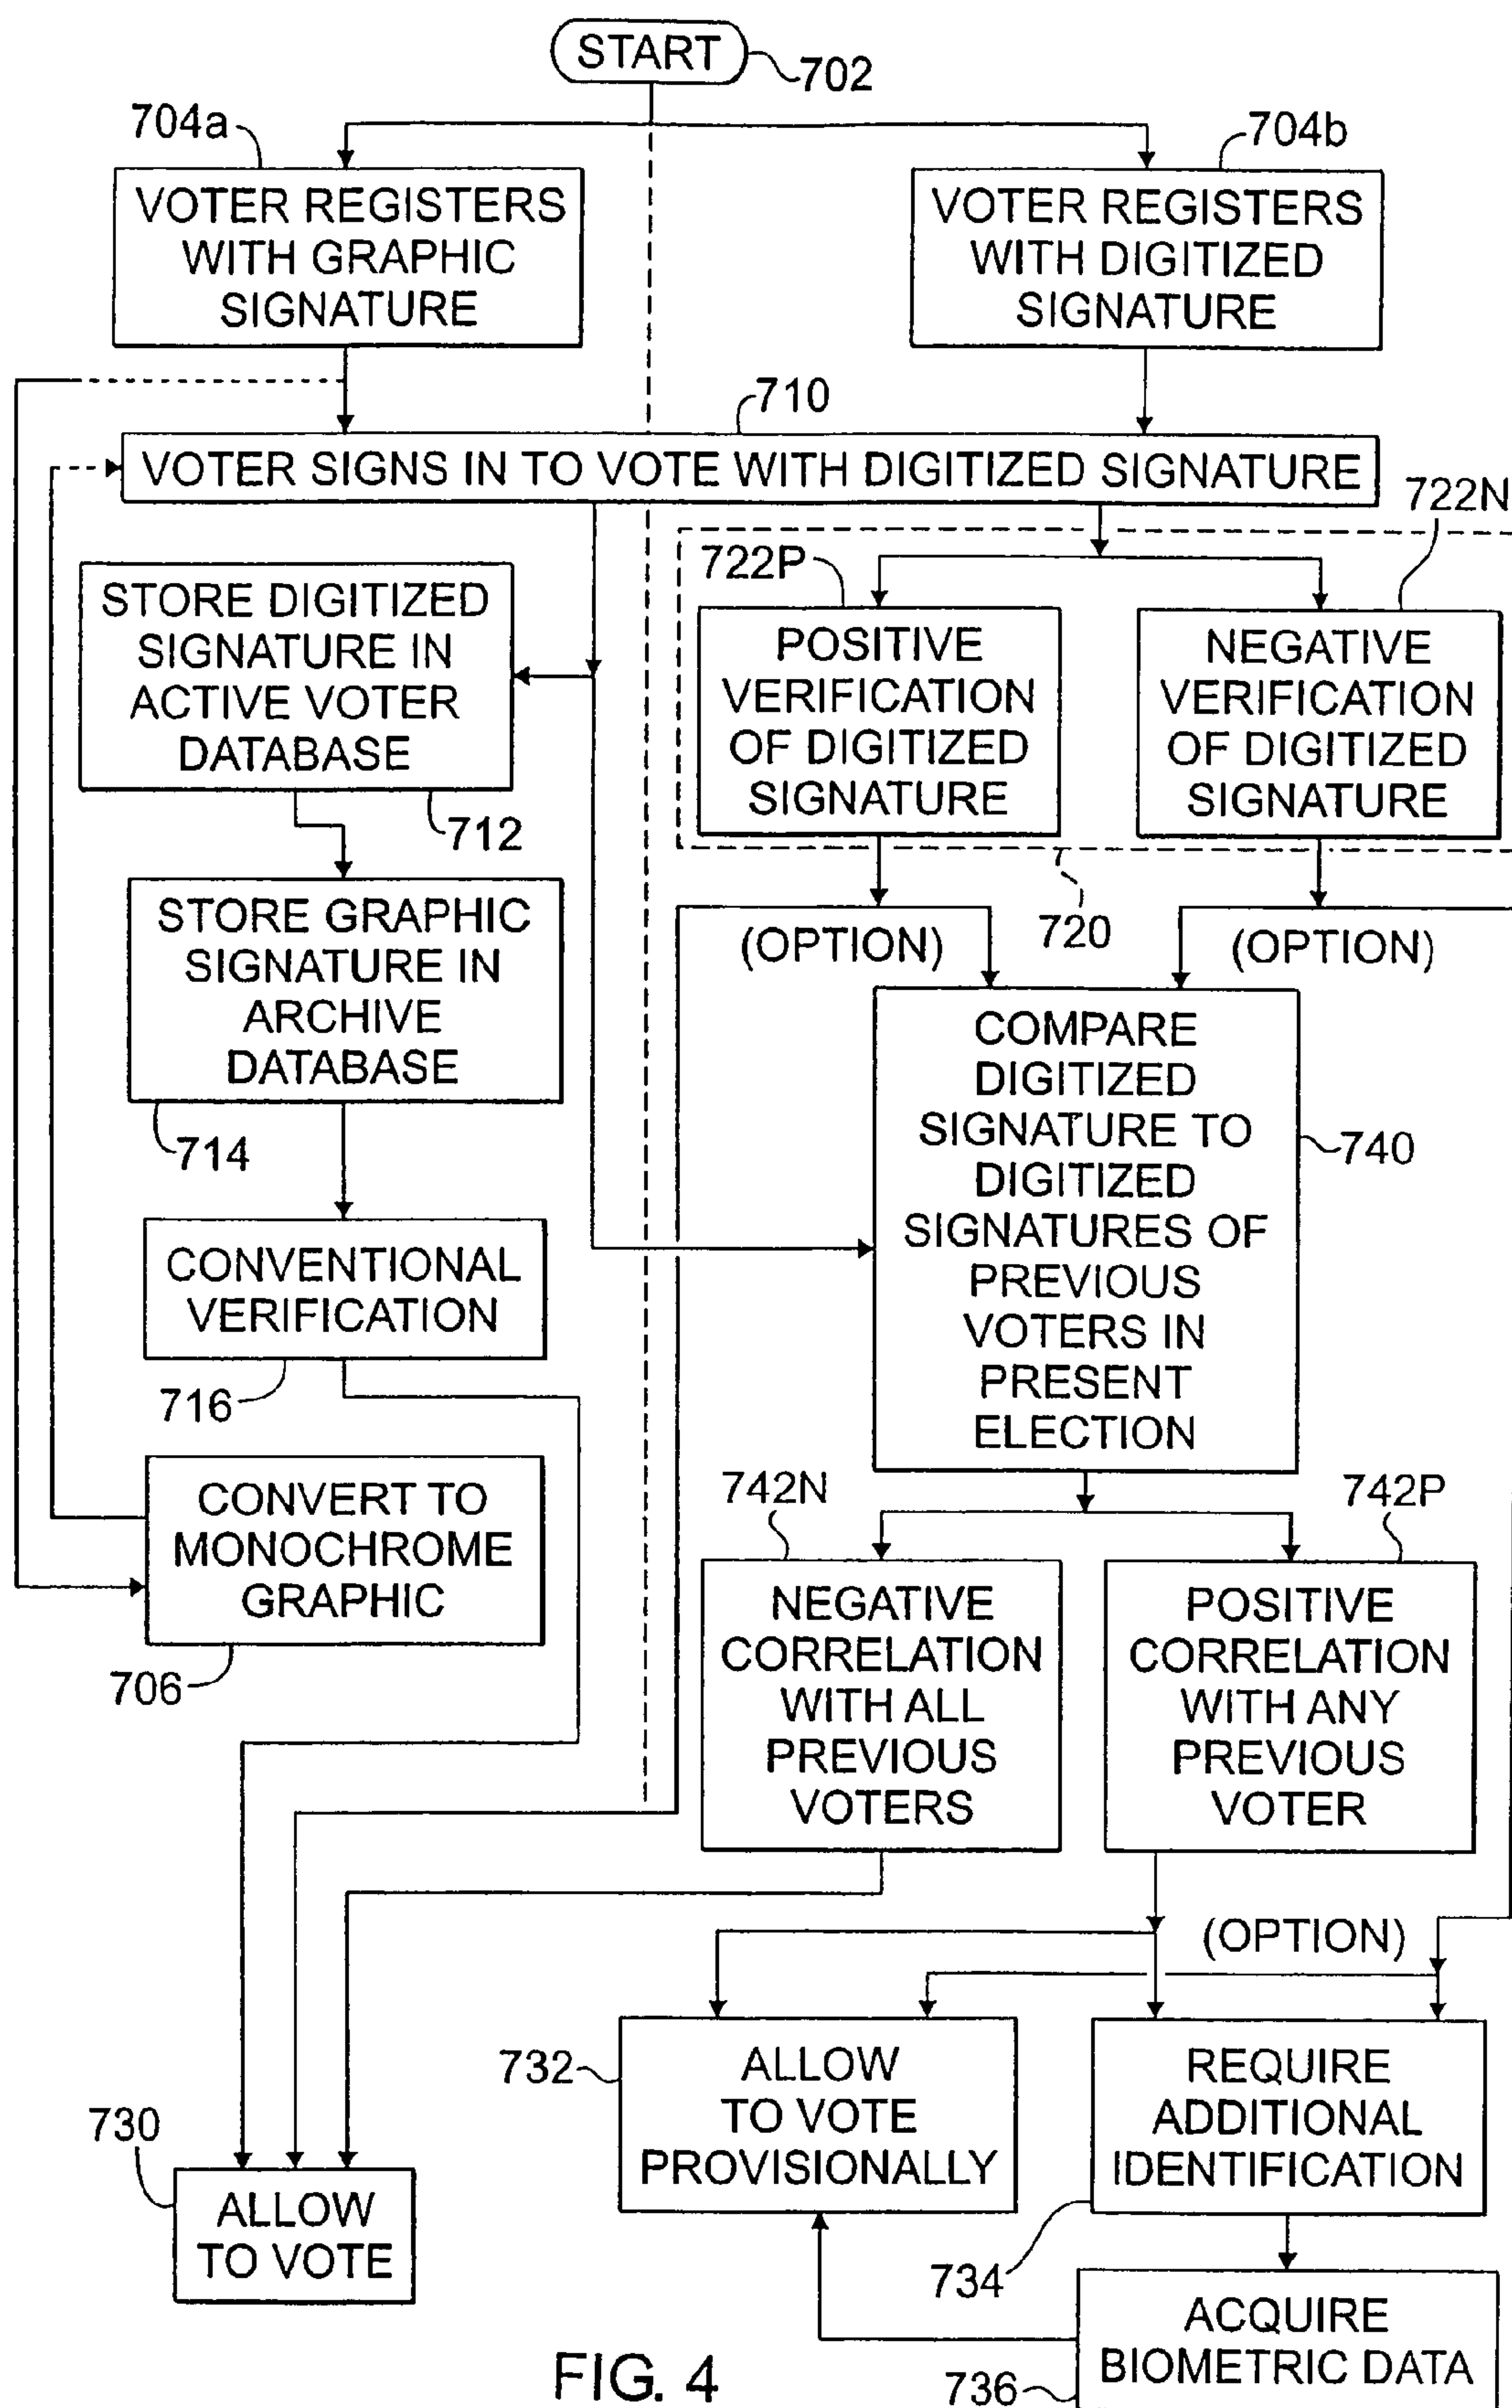 START
702
704a
704b
VOTER REGISTERS
WITH GRAPHIC
SIGNATURE
VOTER REGISTERS
WITH DIGITIZED
SIGNATURE
710
VOTER SIGNS IN TO VOTE WITH DIGITIZED SIGNATURE
722N
722P
STORE DIGITIZED
SIGNATURE IN
ACTIVE VOTER
DATABASE
712
POSITIVE
VERIFICATION
OF DIGITIZED
SIGNATURE
NEGATIVE
VERIFICATION
OF DIGITIZED
SIGNATURE
720
(OPTION)
(OPTION)
STORE GRAPHIC
SIGNATURE IN
ARCHIVE
DATABASE
714
COMPARE
DIGITIZED
SIGNATURE TO
DIGITIZED
SIGNATURES OF
PREVIOUS
VOTERS IN
PRESENT
ELECTION
740
CONVENTIONAL
VERIFICATION
716
CONVERT TO
MONOCHROME
GRAPHIC
706
742N
742P
NEGATIVE
CORRELATION
WITH ALL
PREVIOUS
VOTERS
POSITIVE
CORRELATION
WITH ANY
PREVIOUS
VOTER
(OPTION)
732
ALLOW
TO VOTE
PROVISIONALLY
REQUIRE
ADDITIONAL
IDENTIFICATION
734
730
ALLOW
TO VOTE
ACQUIRE
BIOMETRIC DATA
736
FIG. 4